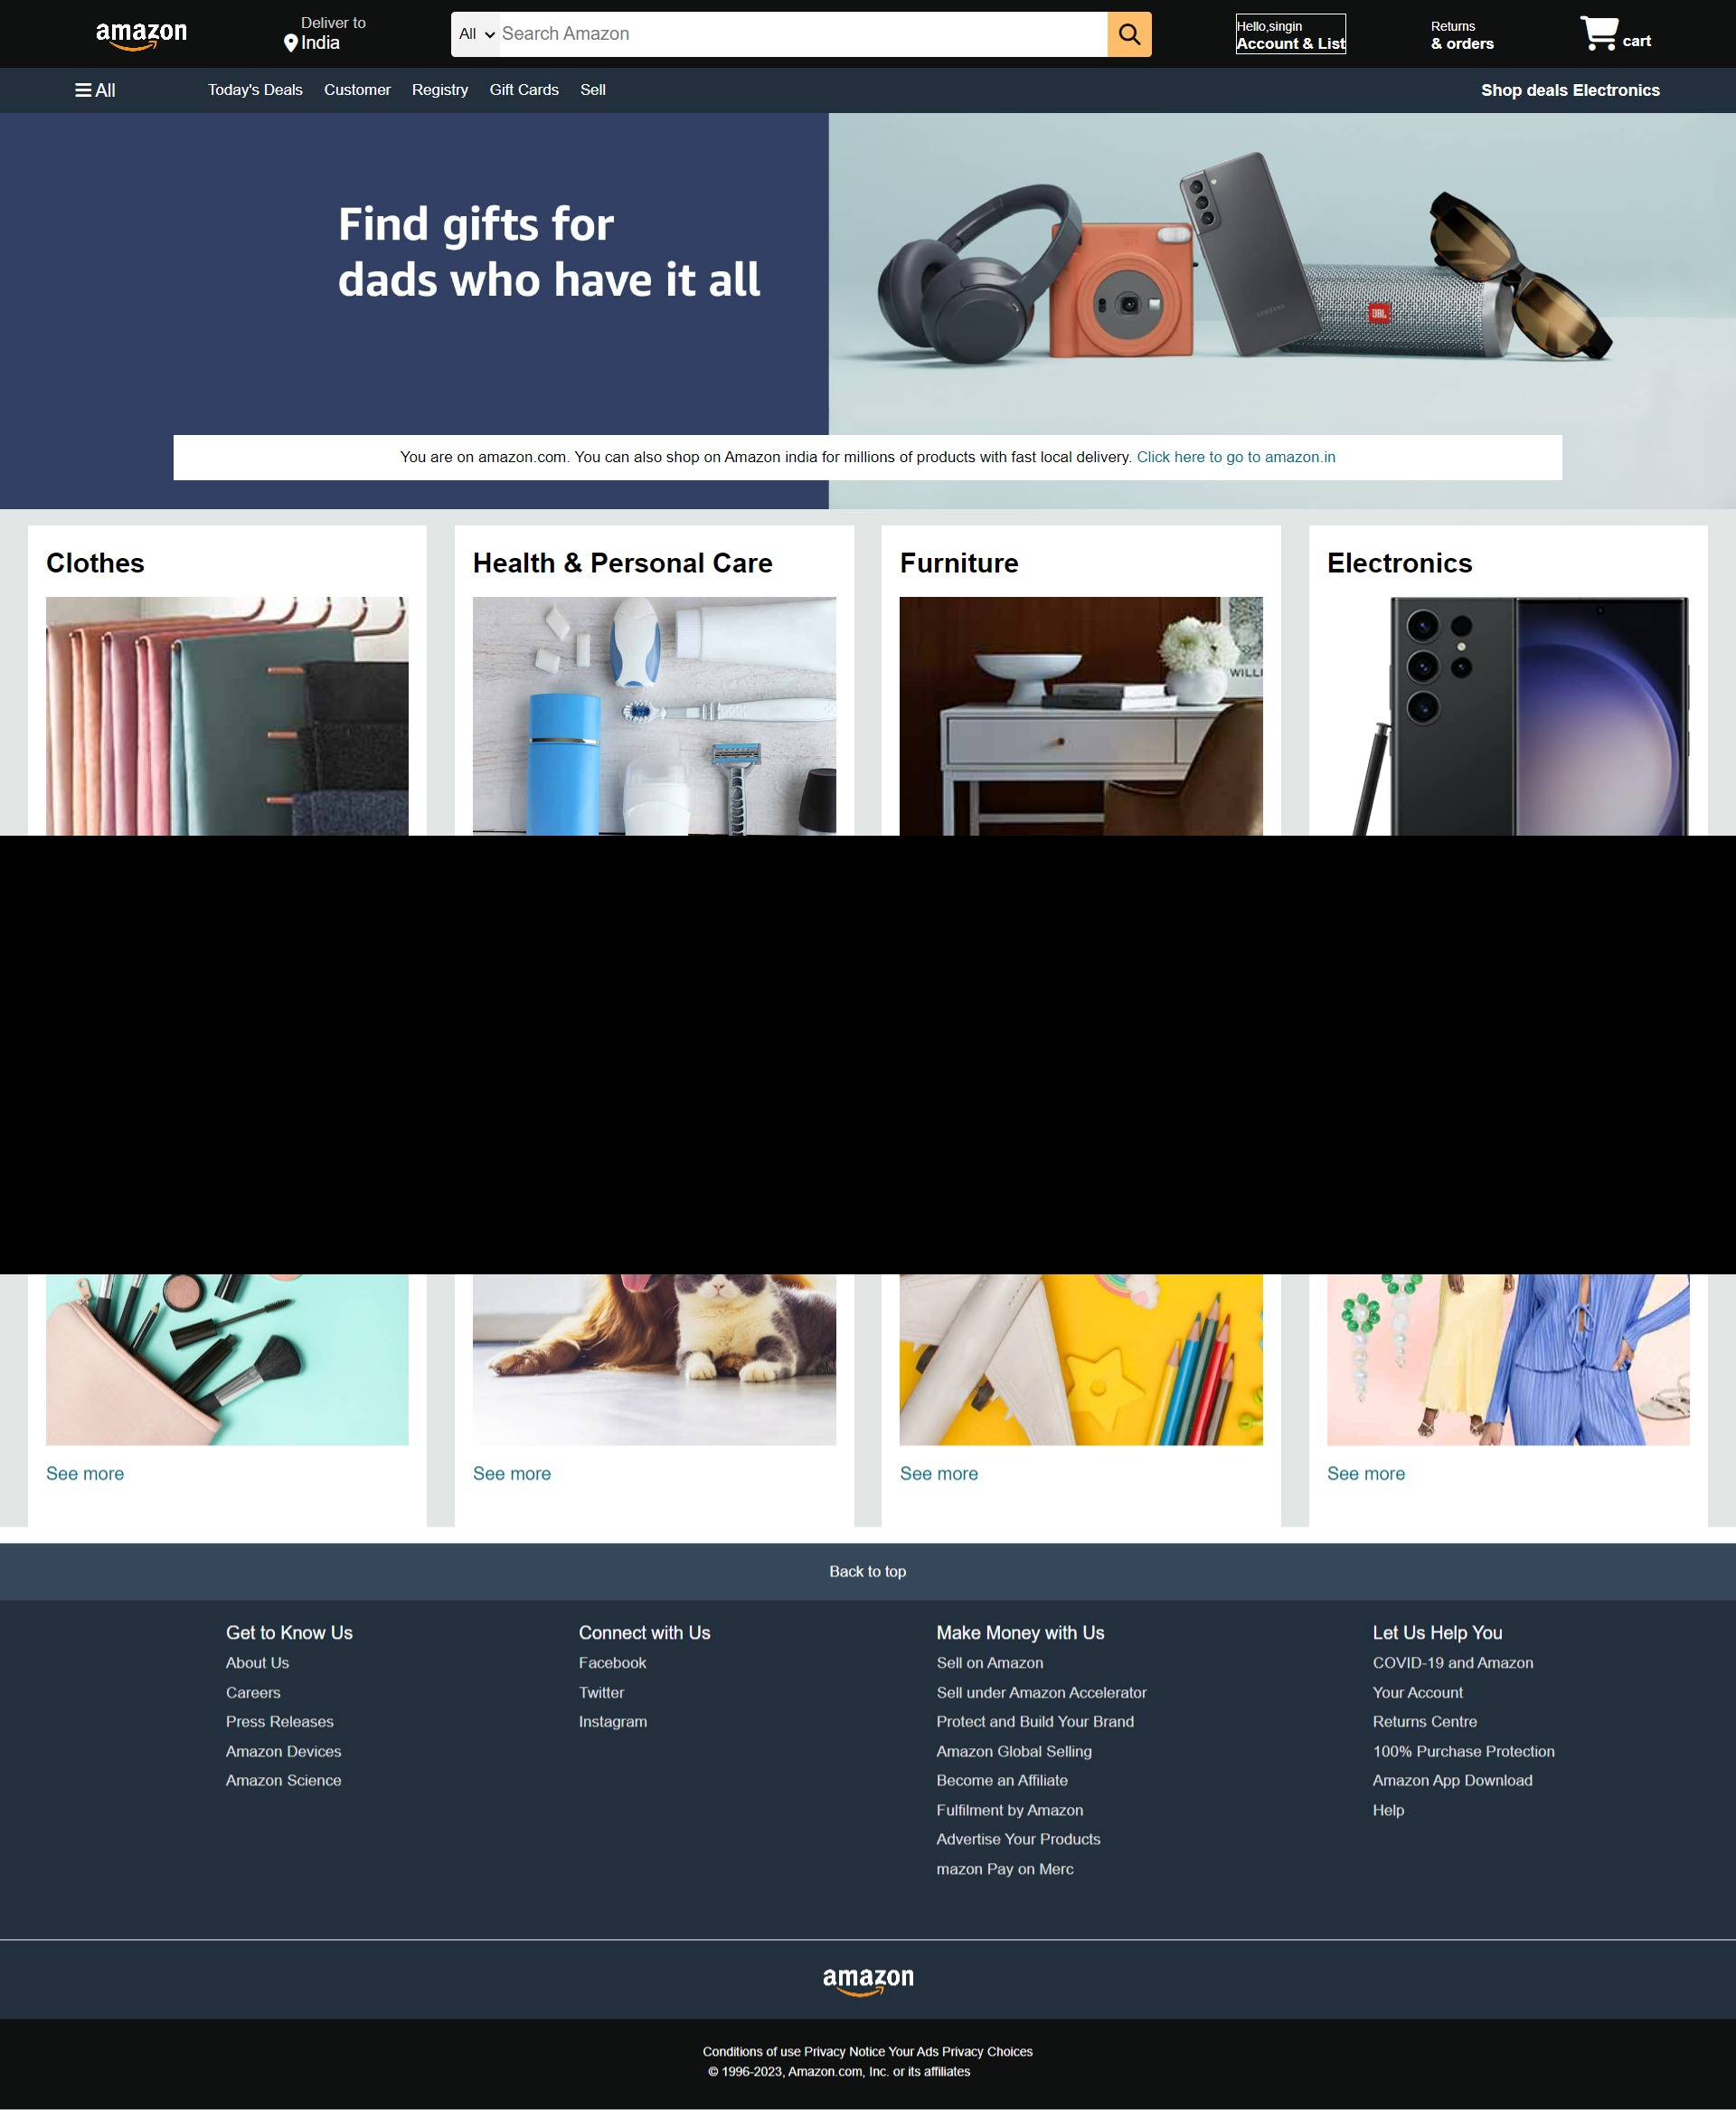 amazon
Deliver to
India
All
Search Amazon
Hello,singin
Account & List
Returns
& orders
cart
All
Today's Deals
Customer
Registry
Gift Cards
Sell
Shop deals Electronics
Find gifts for
dads who have it all
SAMSUNG
JBL
You are on amazon.com. You can also shop on Amazon india for millions of products with fast local delivery. Click here to go to amazon.in
Clothes
Health & Personal Care
Furniture
Electronics
WILL
See more
See more
See more
See more
Back to top
Get to Know Us
About Us
Careers
Press Releases
Amazon Devices
Amazon Science
Connect with Us
Facebook
Twitter
Instagram
Make Money with Us
Sell on Amazon
Sell under Amazon Accelerator
Protect and Build Your Brand
Amazon Global Selling
Become an Affiliate
Fulfilment by Amazon
Advertise Your Products
mazon Pay on Merc
Let Us Help You
COVID-19 and Amazon
Your Account
Returns Centre
100% Purchase Protection
Amazon App Download
Help
amazon
Conditions of use Privacy Notice Your Ads Privacy Choices
© 1996-2023, Amazon.com, Inc. or its affiliates